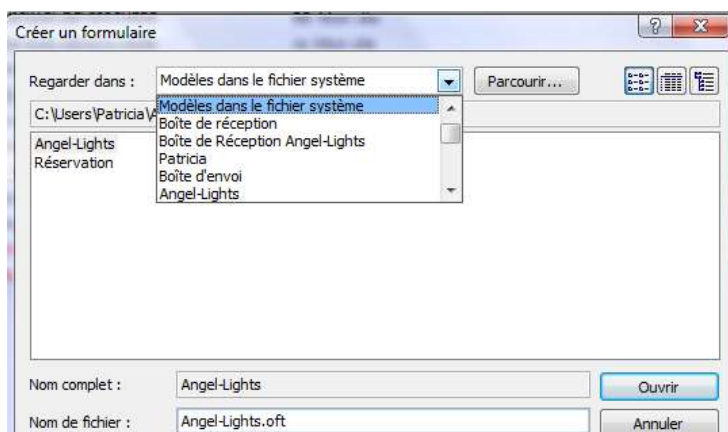 Créer un formulaire
Regarder dans :
Modèles dans le fichier système
Parcourir...
C:\Users\Patricia\A
Modèles dans le fichier système
Boîte de réception
Boîte de Réception Angel-Lights
Patricia
Boîte d'envoi
Angel-Lights
Angel-Lights
Réservation
Nom complet :
Angel-Lights
Ouvrir
Nom de fichier :
Angel-Lights.oft
Annuler